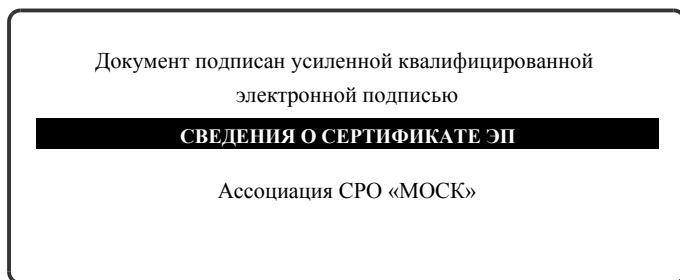 Документ подписан усиленной квалифицированной
электронной подписью
СВЕДЕНИЯ О СЕРТИФИКАТЕ ЭП
Ассоциация СРО «МОСК»